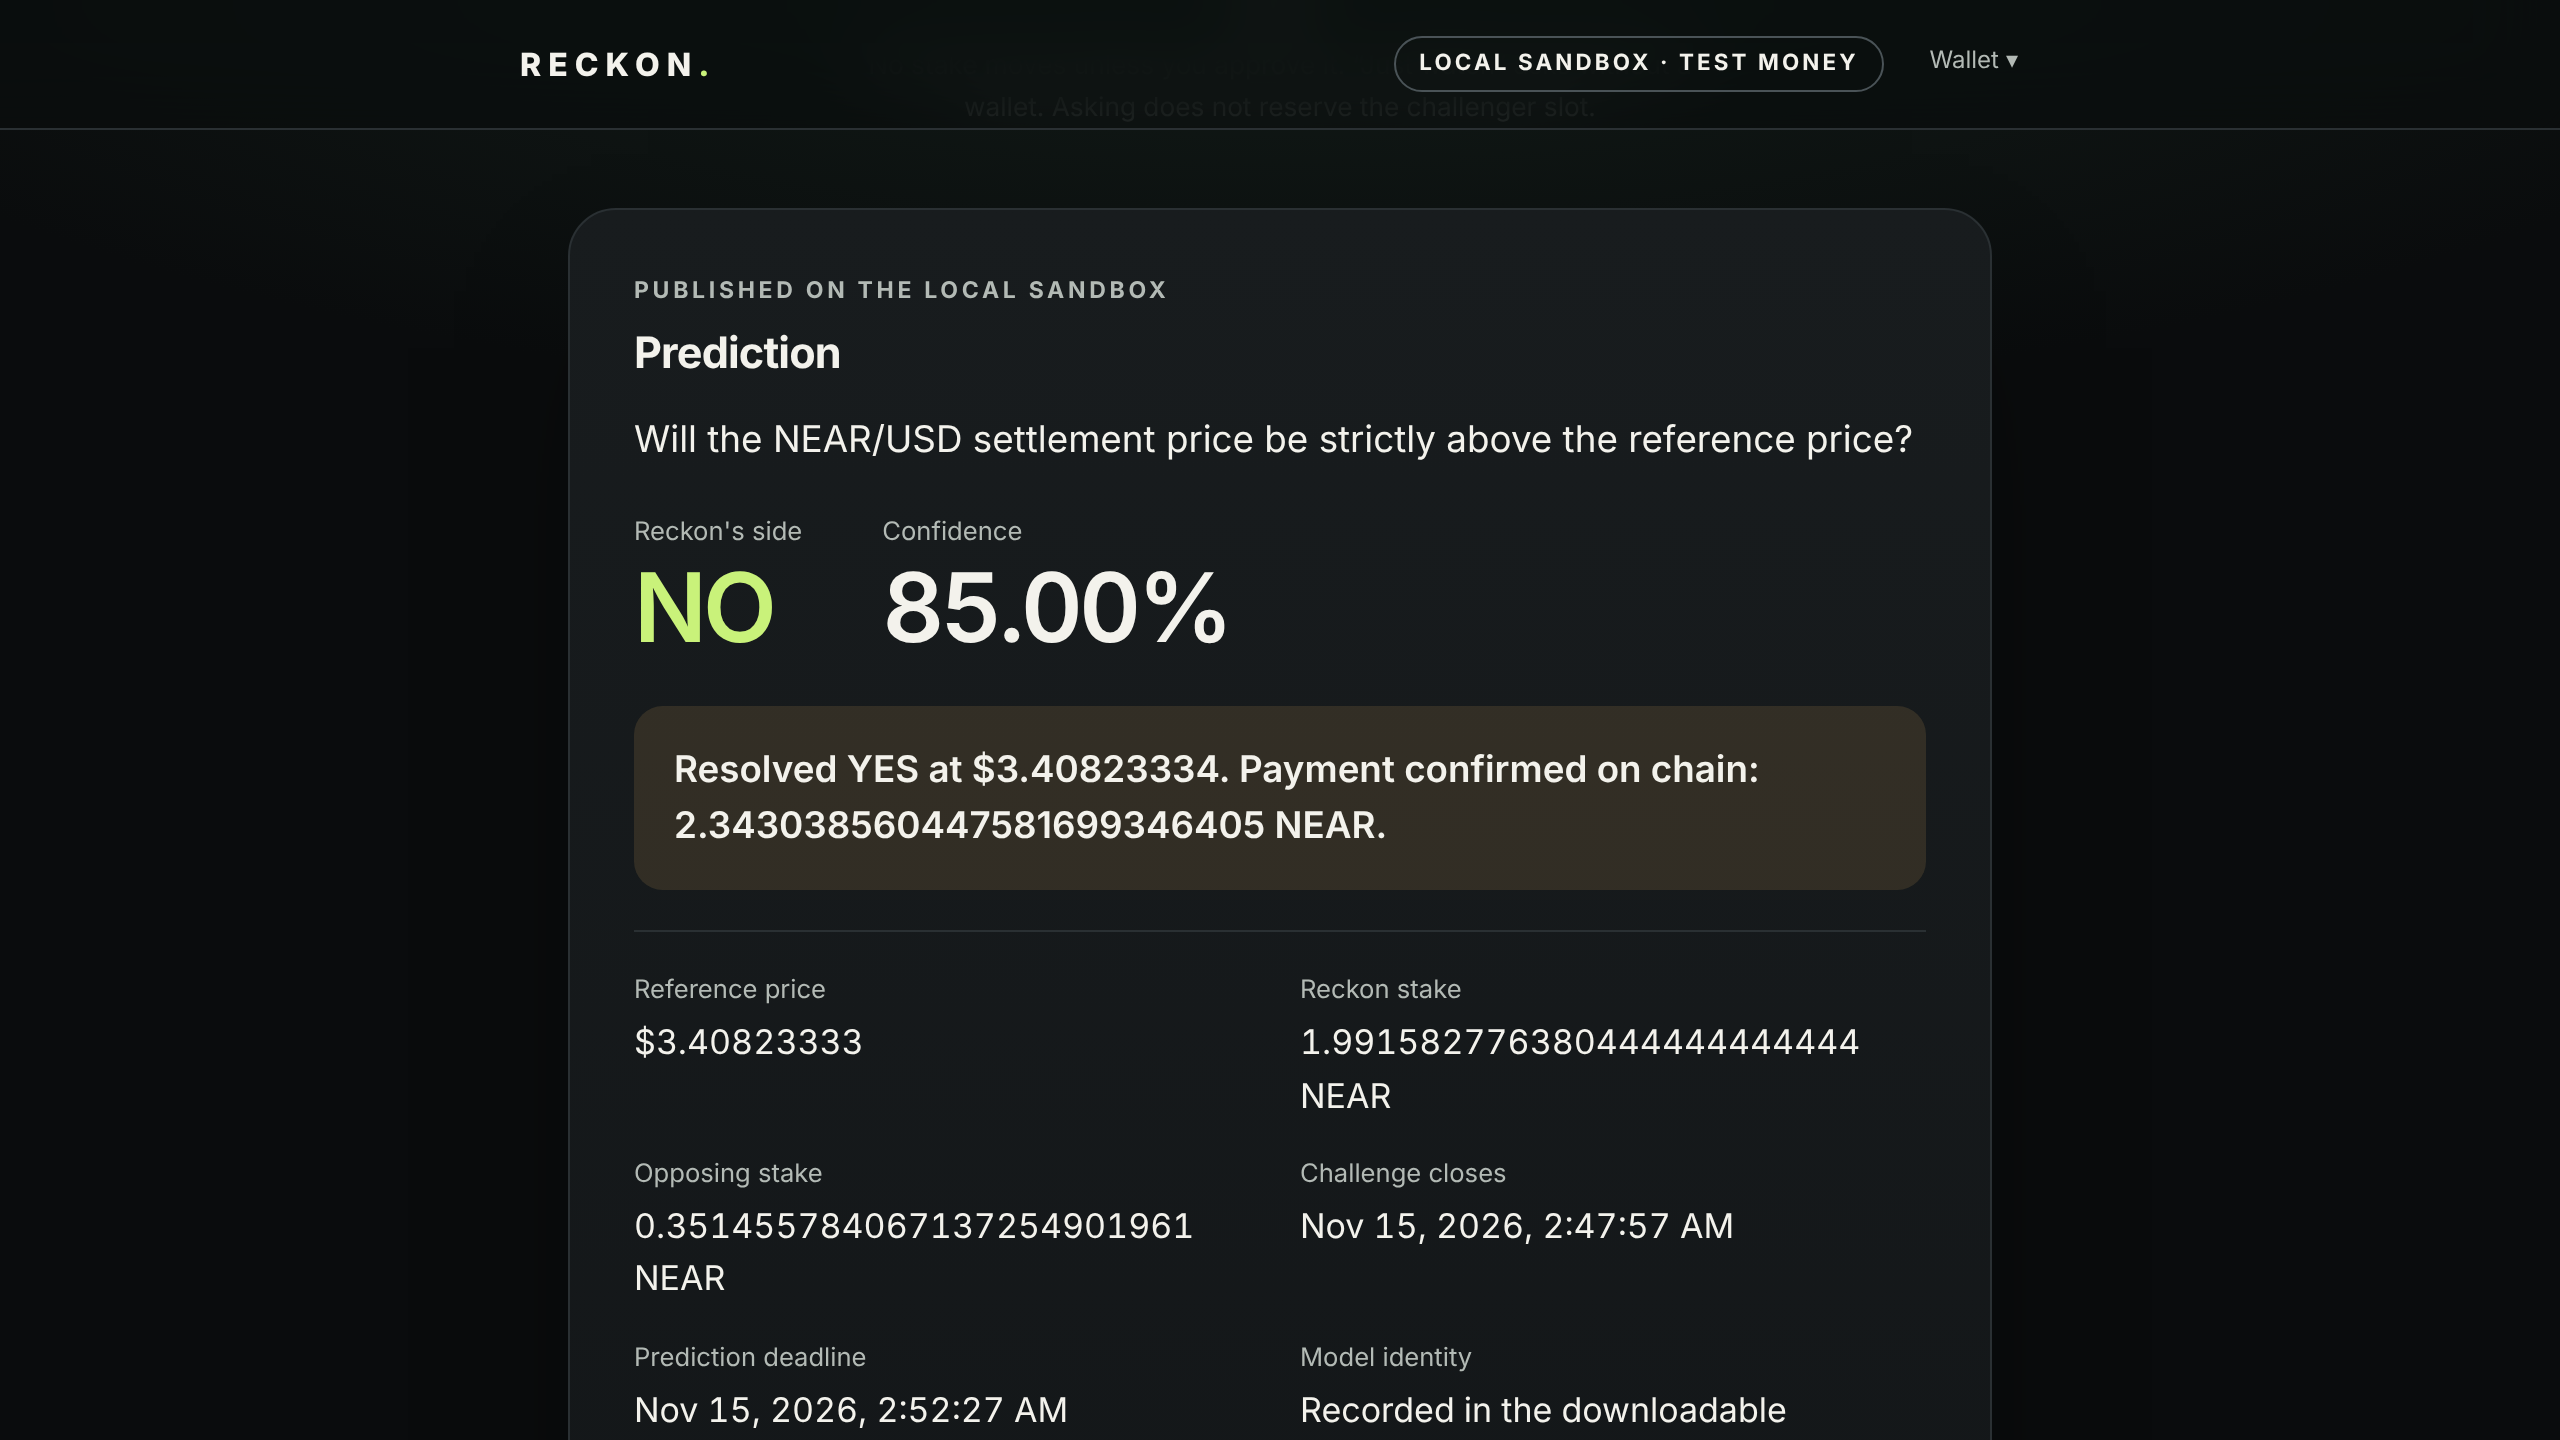 RECKON.
LOCAL SANDBOX · TEST MONEY
Wallet ▾
wallet. Asking does not reserve the challenger slot.
PUBLISHED ON THE LOCAL SANDBOX
Prediction
Will the NEAR/USD settlement price be strictly above the reference price?
Reckon's side
Confidence
NO
85.00%
Resolved YES at $3.40823334. Payment confirmed on chain:
2.343038560447581699346405 NEAR.
Reference price
Reckon stake
$3.40823333
1.991582776380444444444444
NEAR
Opposing stake
Challenge closes
0.351455784067137254901961
NEAR
Nov 15, 2026, 2:47:57 AM
Prediction deadline
Model identity
Nov 15, 2026, 2:52:27 AM
Recorded in the downloadable